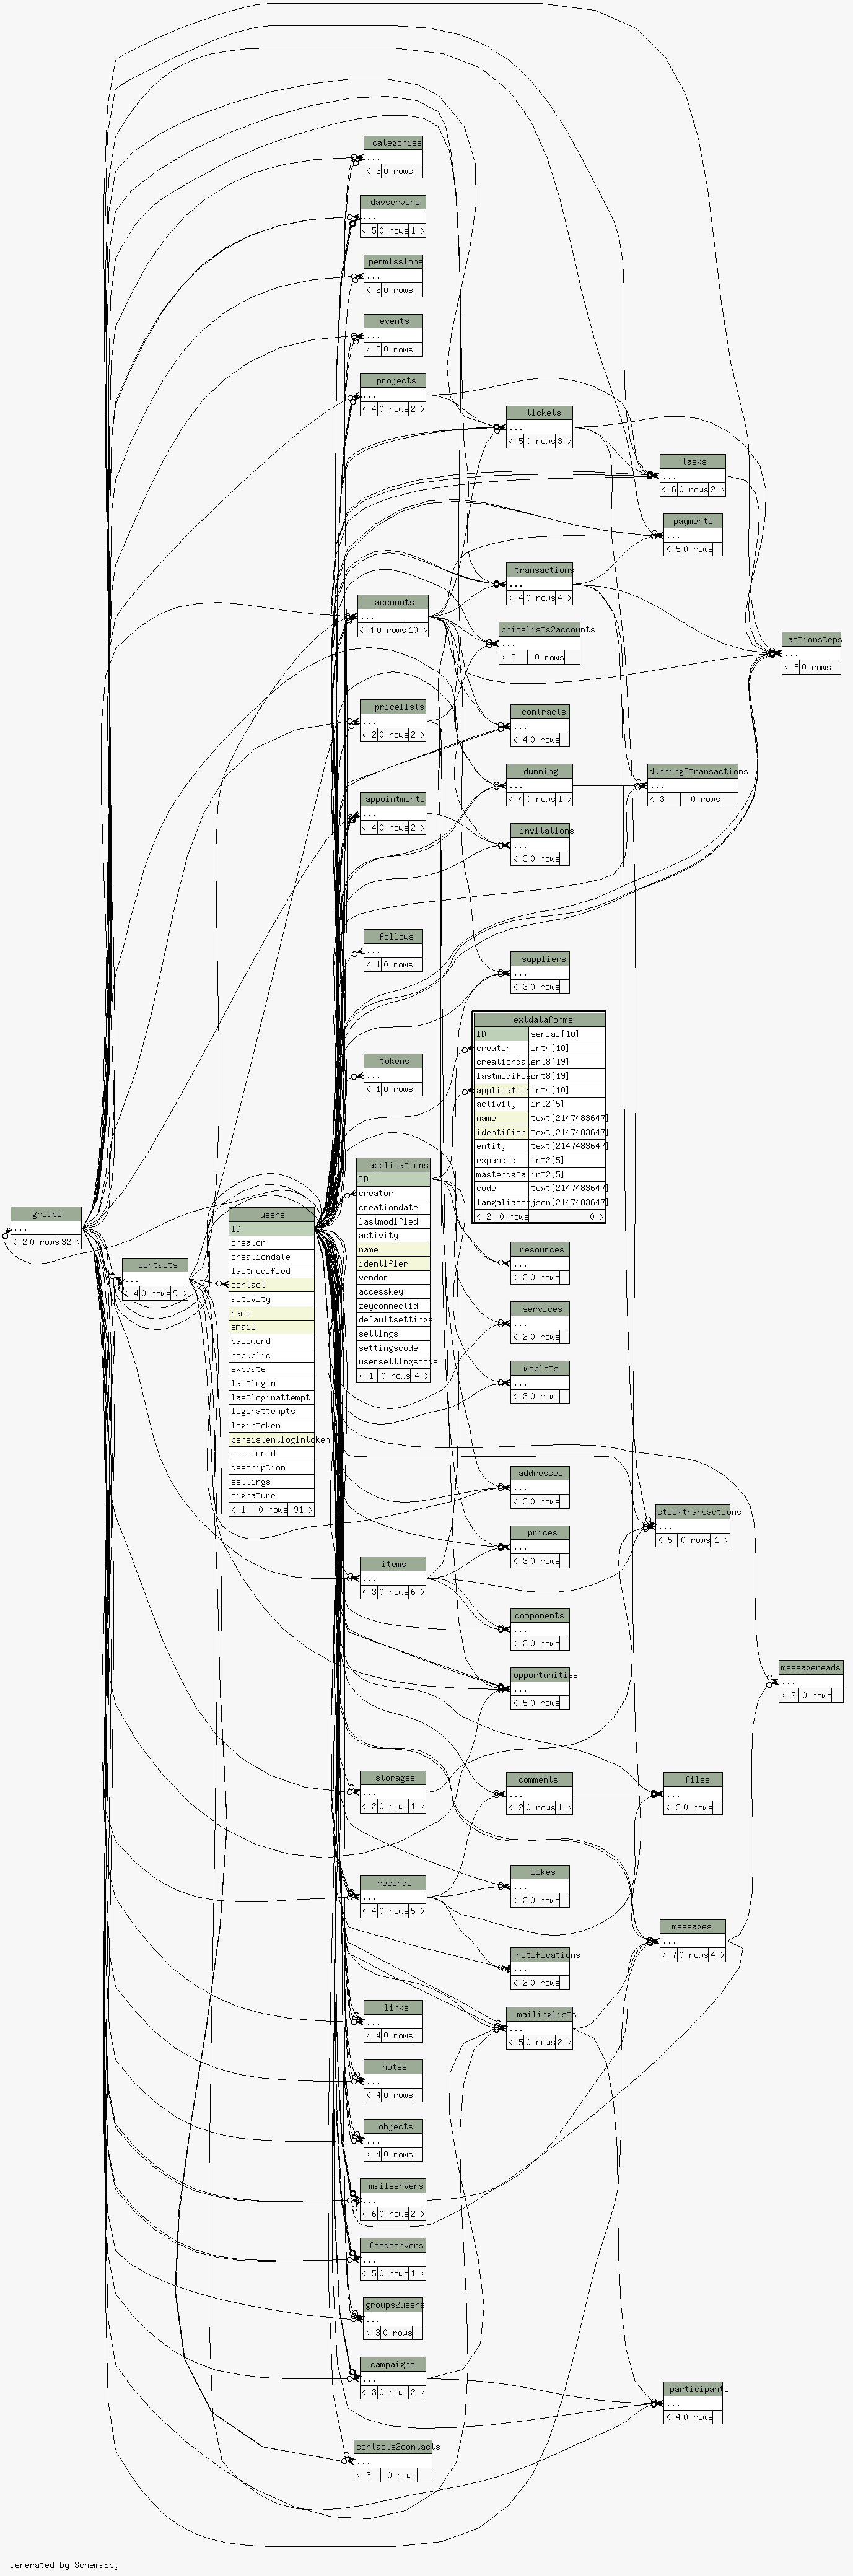 categories
...
< 3 0 rows
davservers
...
< 5 0 rows 1 >
permissions
...
< 2 0 rows
events
...
< 3 0 rows
projects
...
< 4 0 rows 2 >
tickets
...
< 5 0 rows 3 >
tasks
...
< 6 0 rows 2 >
payments
...
< 5 0 rows
transactions
...
< 4 0 rows 4 >
accounts
...
< 4 0 rows 10 >
pricelists2accounts
...
< 3 0 rows
actionsteps
...
< 8 0 rows
pricelists
...
< 2 0 rows 2 >
contracts
...
< 4 0 rows
dunning
...
< 4 0 rows 1 >
dunning2transactions
...
< 3 0 rows
appointments
...
< 4 0 rows 2 >
invitations
...
< 3 0 rows
follows
...
< 1 0 rows
suppliers
...
< 3 0 rows
extdataforms
ID serial[10]
creator int4[10]
creationdate int8[19]
lastmodified int8[19]
application int4[10]
activity int2[5]
name text[2147483647]
identifier text[2147483647]
entity text[2147483647]
expanded int2[5]
masterdata int2[5]
code text[2147483647]
langaliases json[2147483647]
< 2 0 rows 0 >
tokens
...
< 1 0 rows
applications
ID
creator
creationdate
lastmodified
activity
name
identifier
vendor
accesskey
zeyconnectid
defaultsettings
settings
settingscode
usersettingscode
< 1 0 rows 4 >
groups
...
< 2 0 rows 32 >
users
ID
creator
creationdate
lastmodified
contact
activity
name
email
password
nopublic
expdate
lastlogin
lastloginattempt
loginattempts
logintoken
persistentlogintoken
sessionid
description
settings
signature
< 1 0 rows 91 >
contacts
...
< 4 0 rows 9 >
resources
...
< 2 0 rows
services
...
< 2 0 rows
weblets
...
< 2 0 rows
addresses
...
< 3 0 rows
stocktransactions
...
< 5 0 rows 1 >
prices
...
< 3 0 rows
items
...
< 3 0 rows 6 >
components
...
< 3 0 rows
opportunities
...
< 5 0 rows
messagereads
...
< 2 0 rows
storages
...
< 2 0 rows 1 >
comments
...
< 2 0 rows 1 >
files
...
< 3 0 rows
likes
...
< 2 0 rows
records
...
< 4 0 rows 5 >
messages
...
< 7 0 rows 4 >
notifications
...
< 2 0 rows
links
...
< 4 0 rows
mailinglists
...
< 5 0 rows 2 >
notes
...
< 4 0 rows
objects
...
< 4 0 rows
mailservers
...
< 6 0 rows 2 >
feedservers
...
< 5 0 rows 1 >
groups2users
...
< 3 0 rows
campaigns
...
< 3 0 rows 2 >
participants
...
< 4 0 rows
contacts2contacts
...
< 3 0 rows
Generated by SchemaSpy